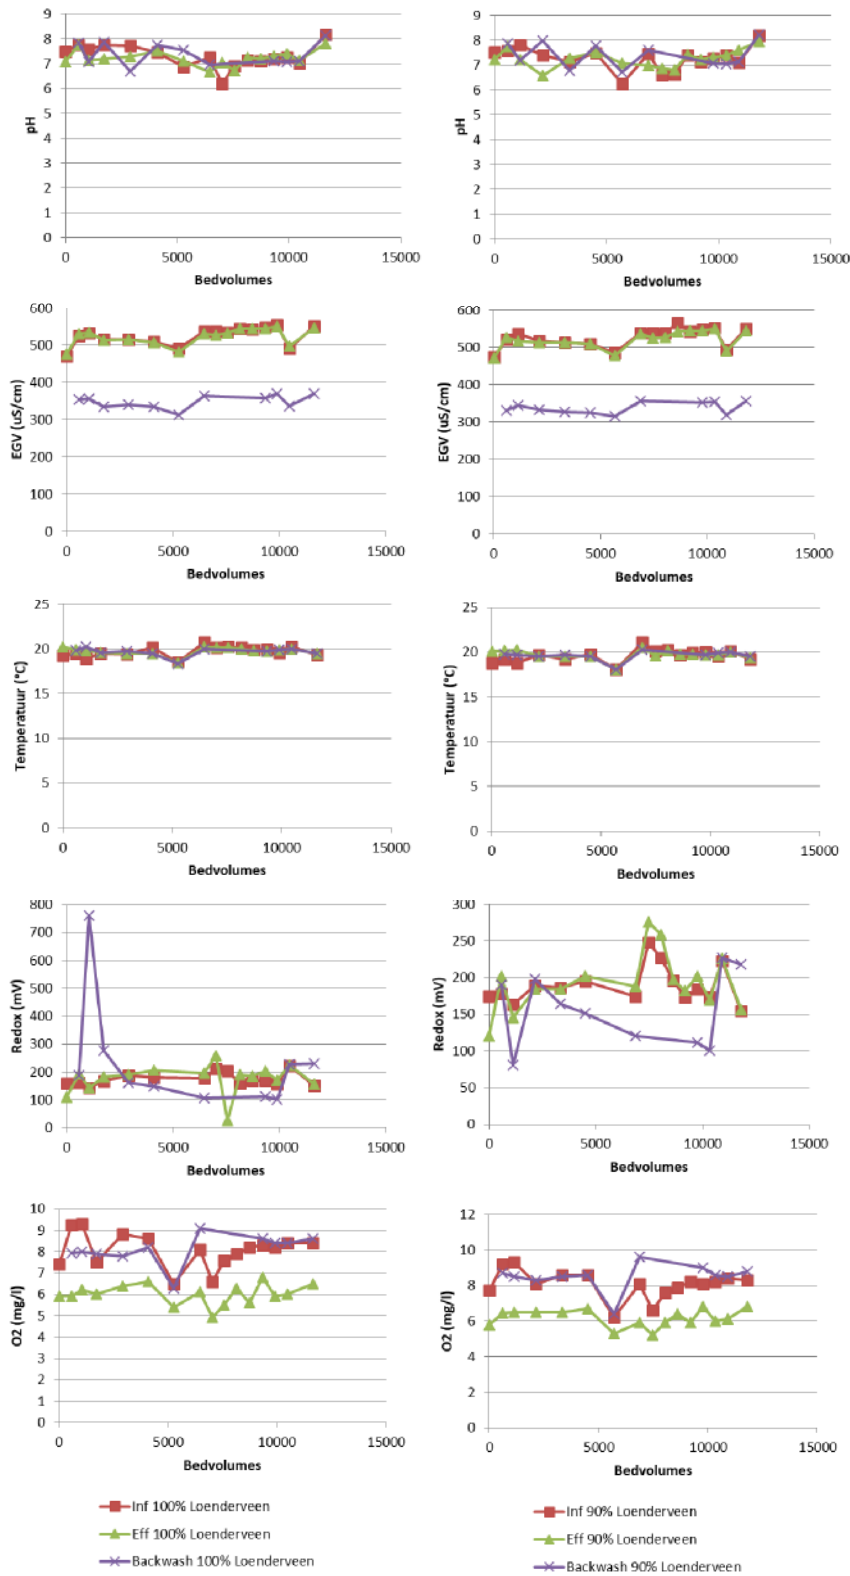 9
8
7
6
5
4
3
2
1
0
pH
0 5000 10000 15000
Bedvolumes
9
8
7
6
5
4
3
2
1
0
pH
0 5000 10000 15000
Bedvolumes
600
500
400
300
200
100
0
EGV (uS/cm)
0 5000 10000 15000
Bedvolumes
600
500
400
300
200
100
0
EGV (uS/cm)
0 5000 10000 15000
Bedvolumes
25
20
15
10
5
0
Temperatuur (°C)
0 5000 10000 15000
Bedvolumes
25
20
15
10
5
0
Temperatuur (°C)
0 5000 10000 15000
Bedvolumes
800
700
600
500
400
300
200
100
0
Redox (mV)
0 5000 10000 15000
Bedvolumes
300
250
200
150
100
50
0
Redox (mV)
0 5000 10000 15000
Bedvolumes
10
9
8
7
6
5
4
3
2
1
0
O2 (mg/l)
0 5000 10000 15000
Bedvolumes
12
10
8
6
4
2
0
O2 (mg/l)
0 5000 10000 15000
Bedvolumes
Inf 100% Loenderveen
Eff 100% Loenderveen
Backwash 100% Loenderveen
Inf 90% Loenderveen
Eff 90% Loenderveen
Backwash 90% Loenderveen